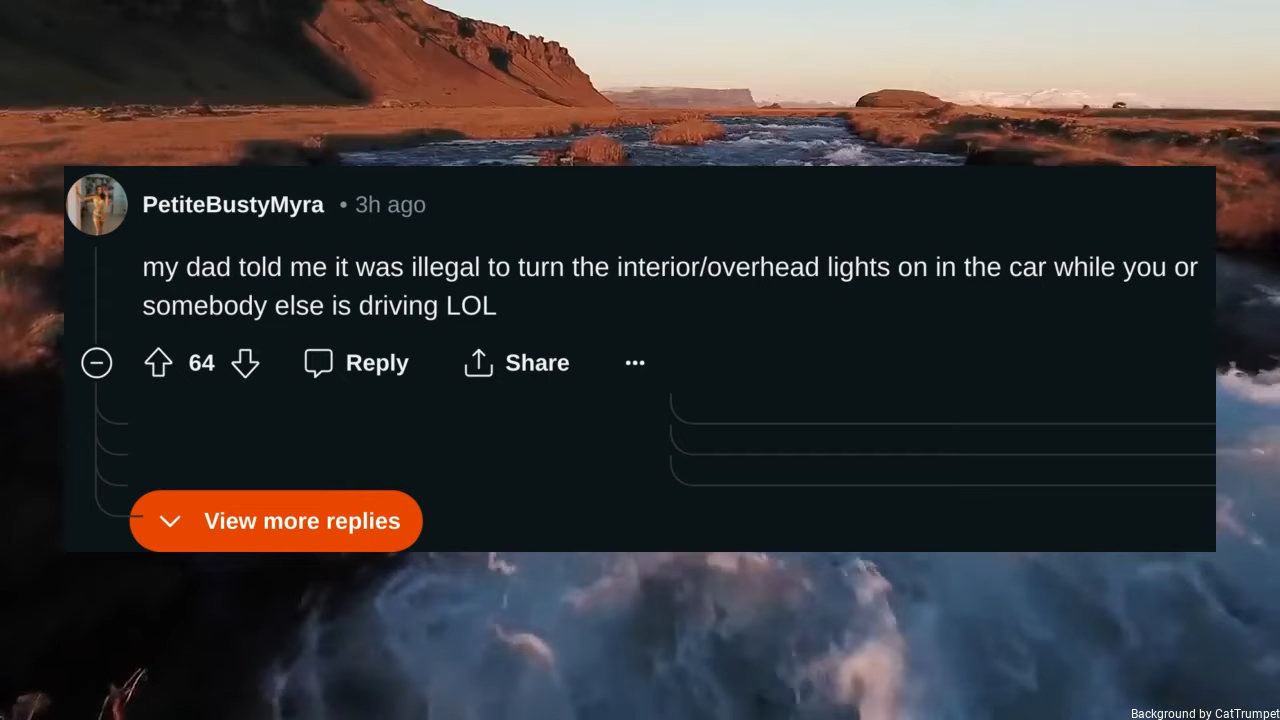 PetiteBustyMyra • 3h ago
my dad told me it was illegal to turn the interior/overhead lights on in the car while you or
somebody else is driving LOL
64 Reply Share ...
View more replies
Background by CatTrumpet